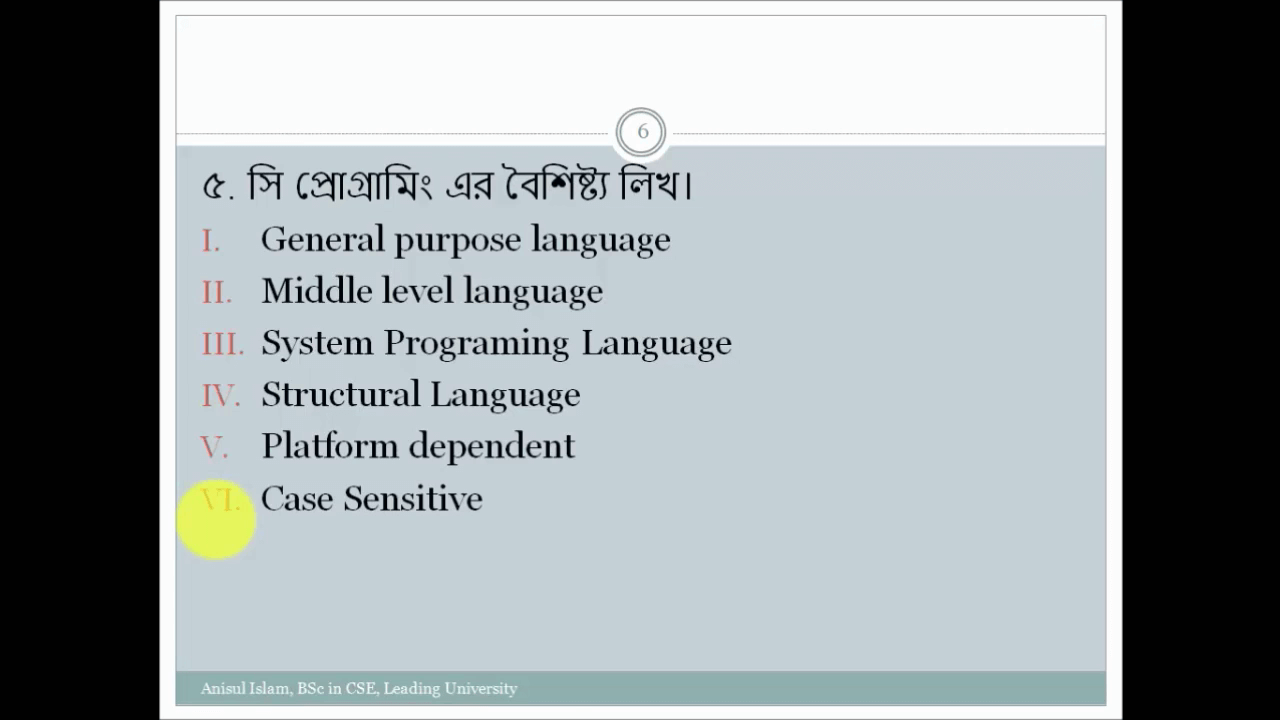 6
৫. সি প্রোগ্রামিং এর বৈশিষ্ট্য লিখ।
I. General purpose language
II. Middle level language
III. System Programing Language
IV. Structural Language
V. Platform dependent
VI. Case Sensitive
Anisul Islam, BSc in CSE, Leading University